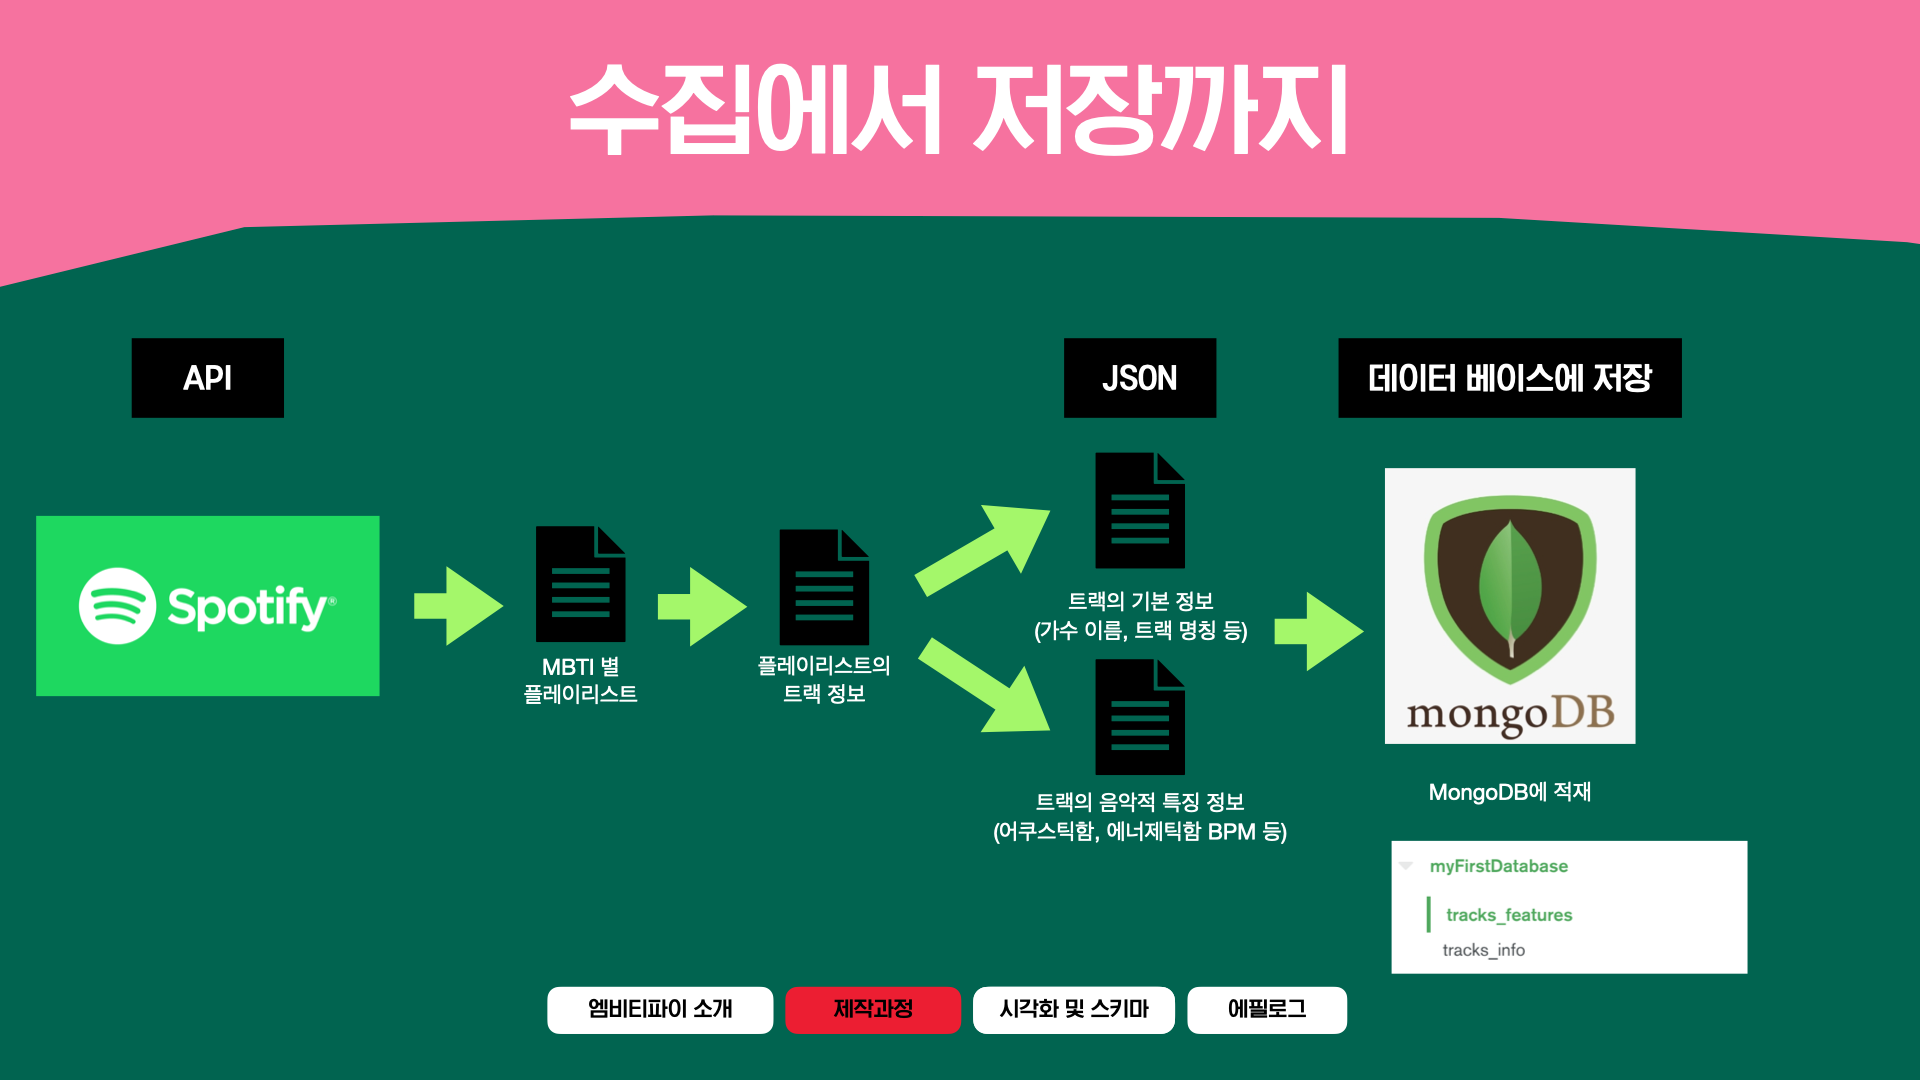 수집에서 저장까지
API
JSON
데이터 베이스에 저장
Spotify®
MBTI 별
플레이리스트
플레이리스트의
트랙 정보
트랙의 기본 정보
(가수 이름, 트랙 명칭 등)
트랙의 음악적 특징 정보
(어쿠스틱함, 에너제틱함 BPM 등)
mongoDB
MongoDB에 적재
myFirstDatabase
tracks_features
tracks_info
엠비티파이 소개
제작과정
시각화 및 스키마
에필로그